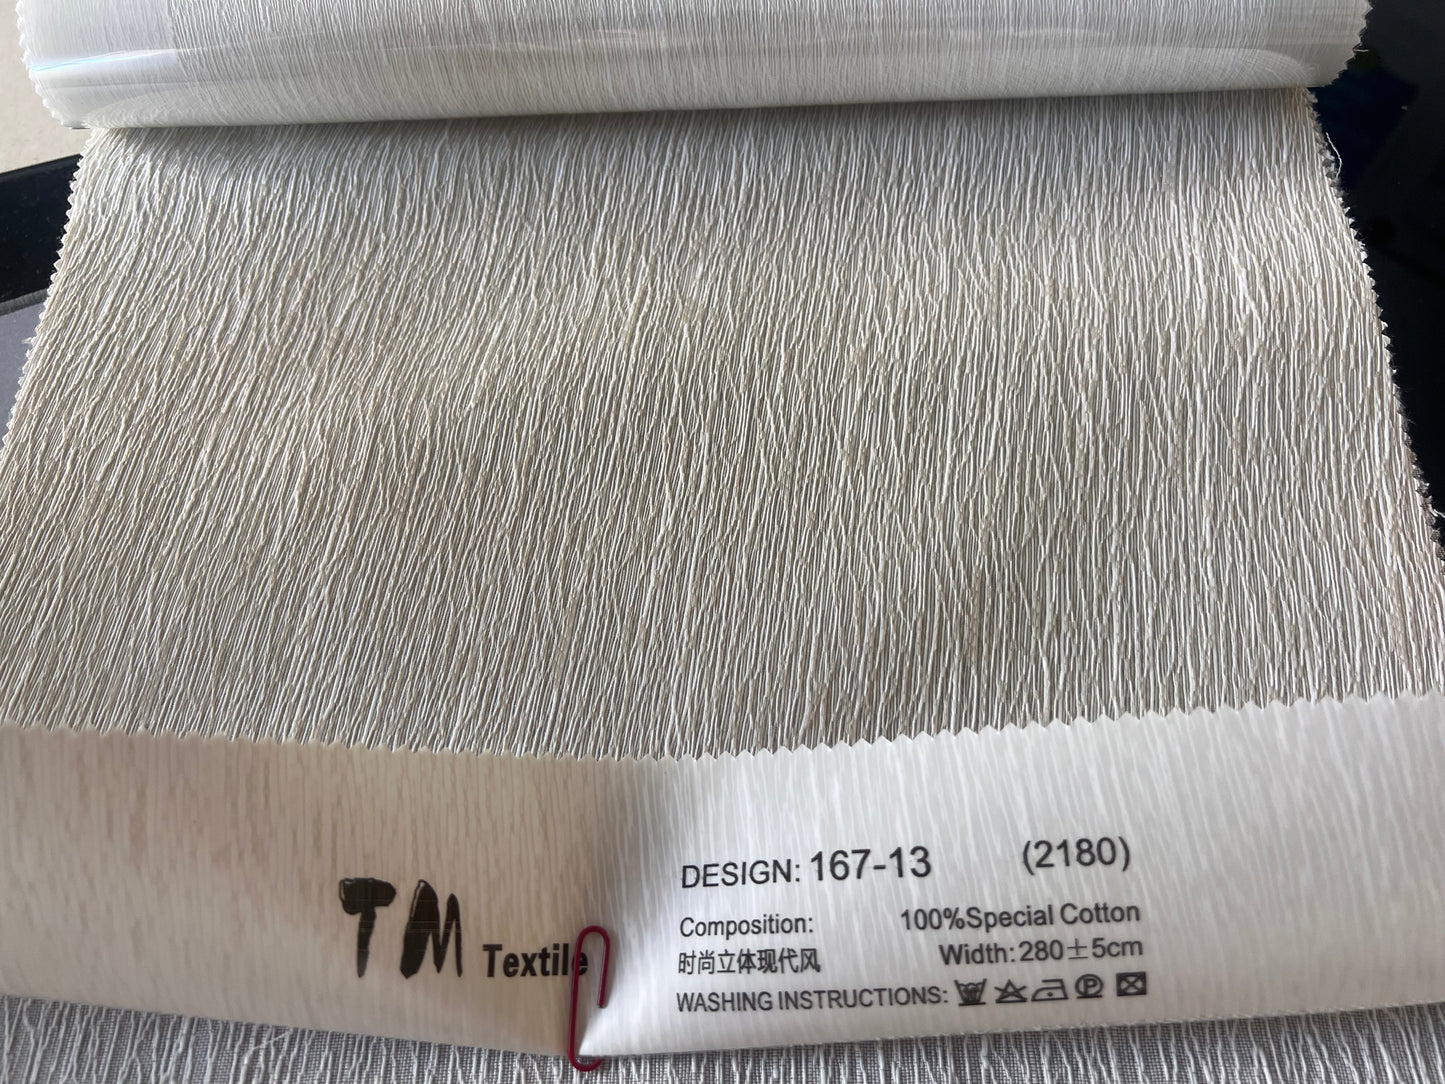 TM Textile
DESIGN: 167-13 (2180)
Composition: 100%Special Cotton
时尚立体现代风 Width:280±5cm
WASHING INSTRUCTIONS: